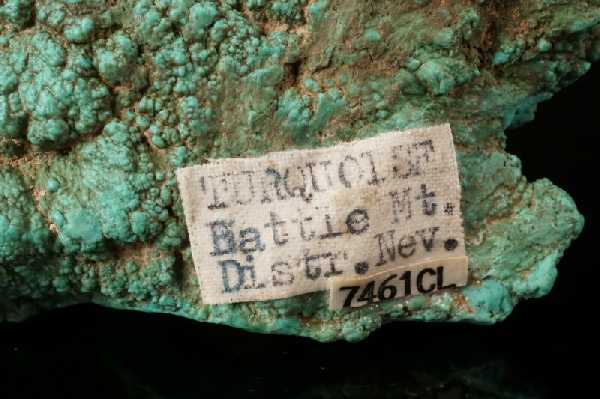 TURQUOISE
Battle Mt.
Distr. Nev.
7461CL